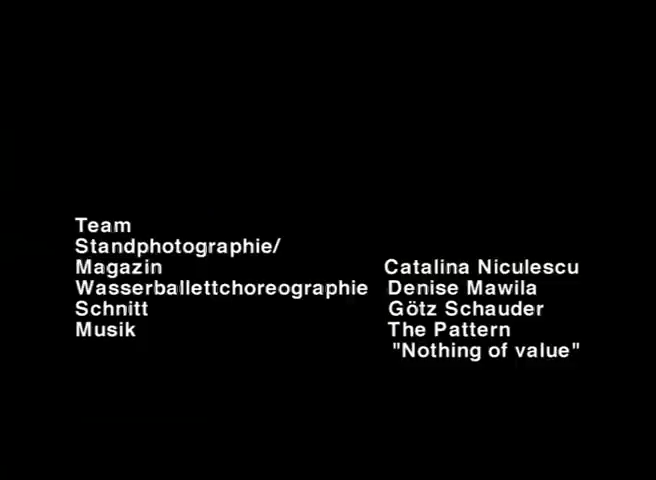 Team
Standphotographie/
Magazin Catalina Niculescu
Wasserballettchoreographie Denise Mawila
Schnitt Götz Schauder
Musik The Pattern
"Nothing of value"